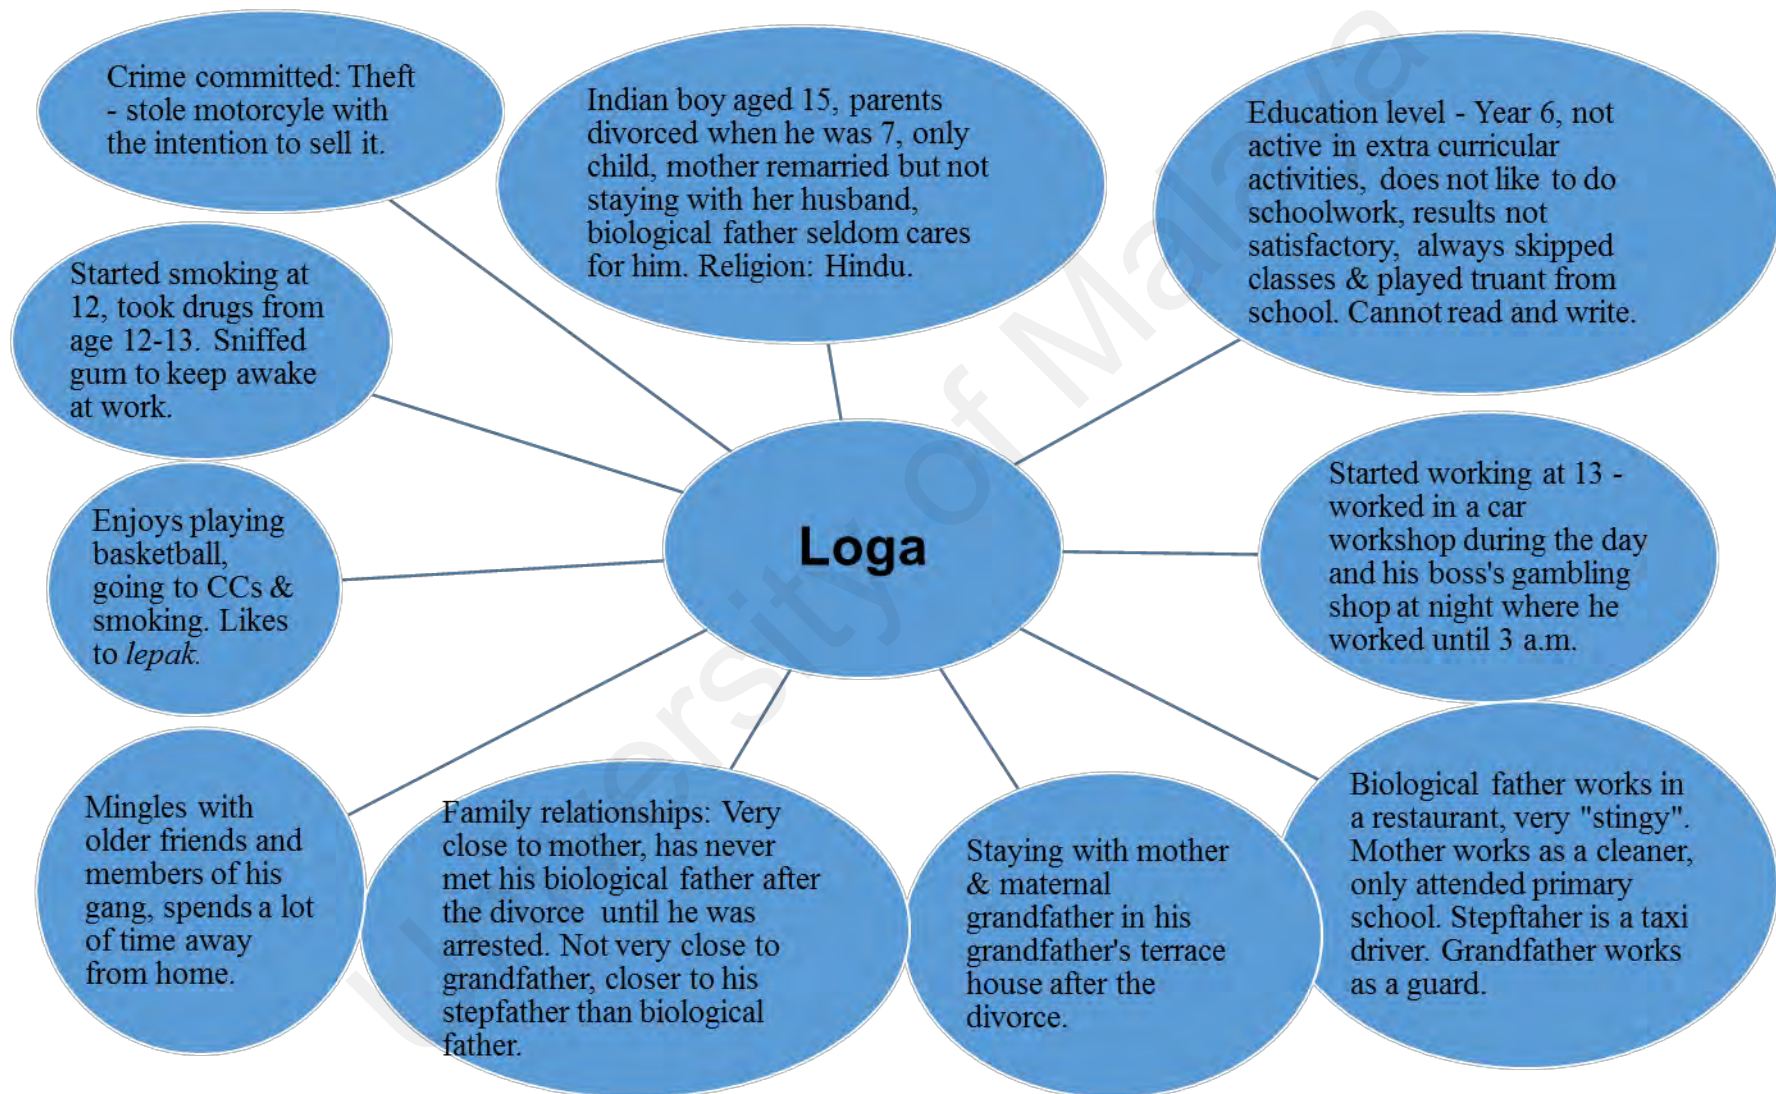 Crime committed: Theft
- stole motorcyle with
the intention to sell it.
Indian boy aged 15, parents
divorced when he was 7, only
child, mother remarried but not
staying with her husband,
biological father seldom cares
for him. Religion: Hindu.
Education level - Year 6, not
active in extra curricular
activities, does not like to do
schoolwork, results not
satisfactory, always skipped
classes & played truant from
school. Cannot read and write.
Started smoking at
12, took drugs from
age 12-13. Sniffed
gum to keep awake
at work.
Loga
Started working at 13 -
worked in a car
workshop during the day
and his boss's gambling
shop at night where he
worked until 3 a.m.
Enjoys playing
basketball,
going to CCs &
smoking. Likes
to lepak.
Mingles with
older friends and
members of his
gang, spends a lot
of time away
from home.
Family relationships: Very
close to mother, has never
met his biological father after
the divorce until he was
arrested. Not very close to
grandfather, closer to his
stepfather than biological
father.
Staying with mother
& maternal
grandfather in his
grandfather's terrace
house after the
divorce.
Biological father works in
a restaurant, very "stingy".
Mother works as a cleaner,
only attended primary
school. Stepftaher is a taxi
driver. Grandfather works
as a guard.
University of Malaya